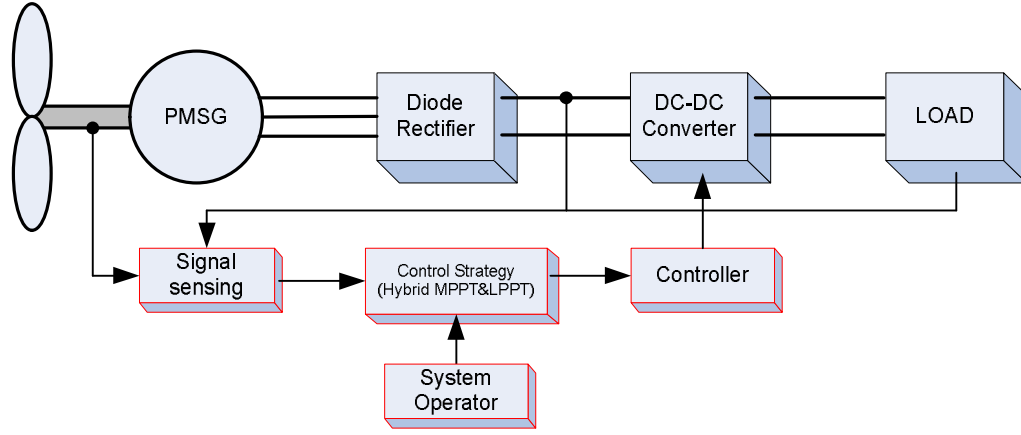 PMSG
Diode
Rectifier
DC-DC
Converter
LOAD
Signal
sensing
Control Strategy
(Hybrid MPPT&LPPT)
Controller
System
Operator